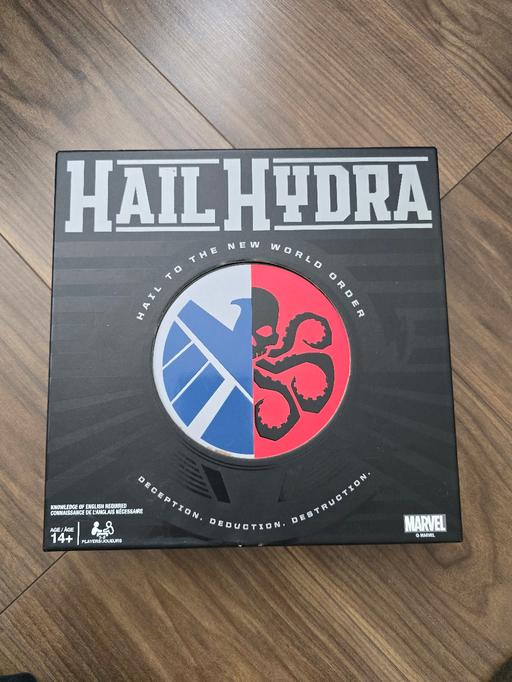 HAIL HYDRA
HAIL TO THE NEW WORLD ORDER
DECEPTION. DEDUCTION. DESTRUCTION.
KNOWLEDGE OF ENGLISH REQUIRED
CONNAISSANCE DE L'ANGLAIS NÉCESSAIRE
AGE / ÂGE
14+
PLAYERS/JOUEURS
MARVEL
© MARVEL